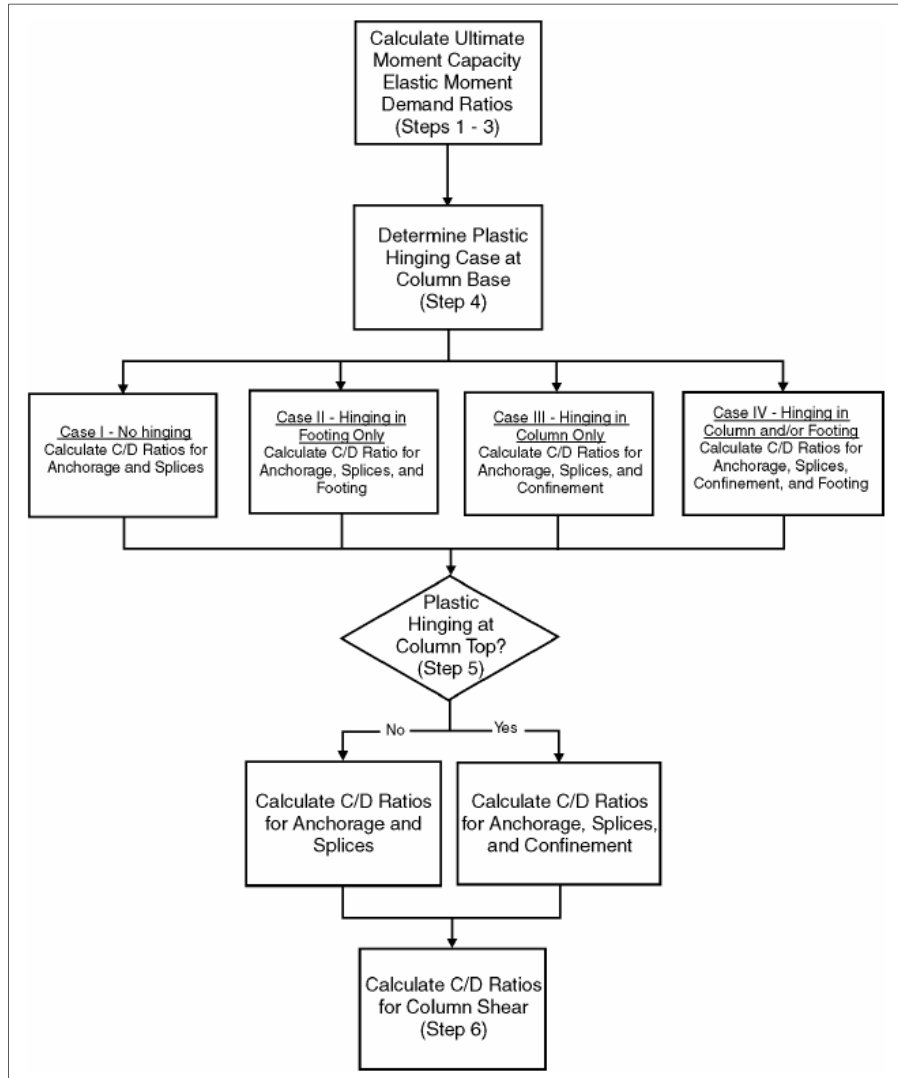 Calculate Ultimate
Moment Capacity
Elastic Moment
Demand Ratios
(Steps 1 - 3)
Determine Plastic
Hinging Case at
Column Base
(Step 4)
Case I - No hinging
Calculate C/D Ratios for
Anchorage and Splices
Case II - Hinging in
Footing Only
Calculate C/D Ratio for
Anchorage, Splices, and
Footing
Case III - Hinging in
Column Only
Calculate C/D Ratios for
Anchorage, Splices, and
Confinement
Case IV - Hinging in
Column and/or Footing
Calculate C/D Ratios for
Anchorage, Splices,
Confinement, and Footing
Plastic
Hinging at
Column Top?
(Step 5)
No
Yes
Calculate C/D Ratios
for Anchorage and
Splices
Calculate C/D Ratios
for Anchorage, Splices,
and Confinement
Calculate C/D Ratios
for Column Shear
(Step 6)